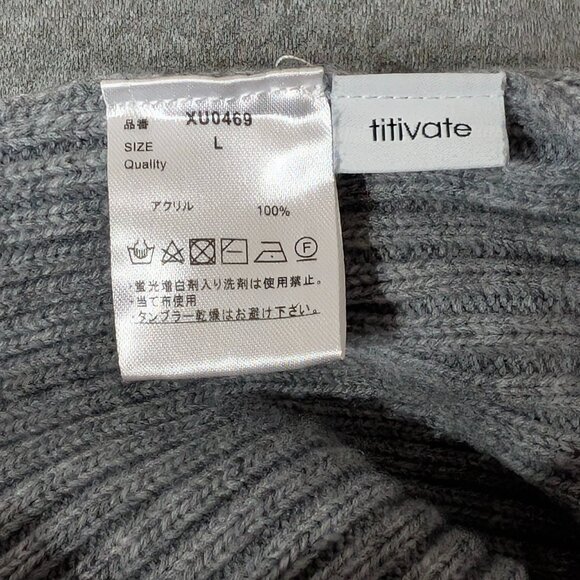 品番 XU0469
SIZE L
Quality
アクリル 100%
F
・蛍光増白剤入り洗剤は使用禁止。
・当て布使用
・タンブラー乾燥はお避け下さい。
titivate